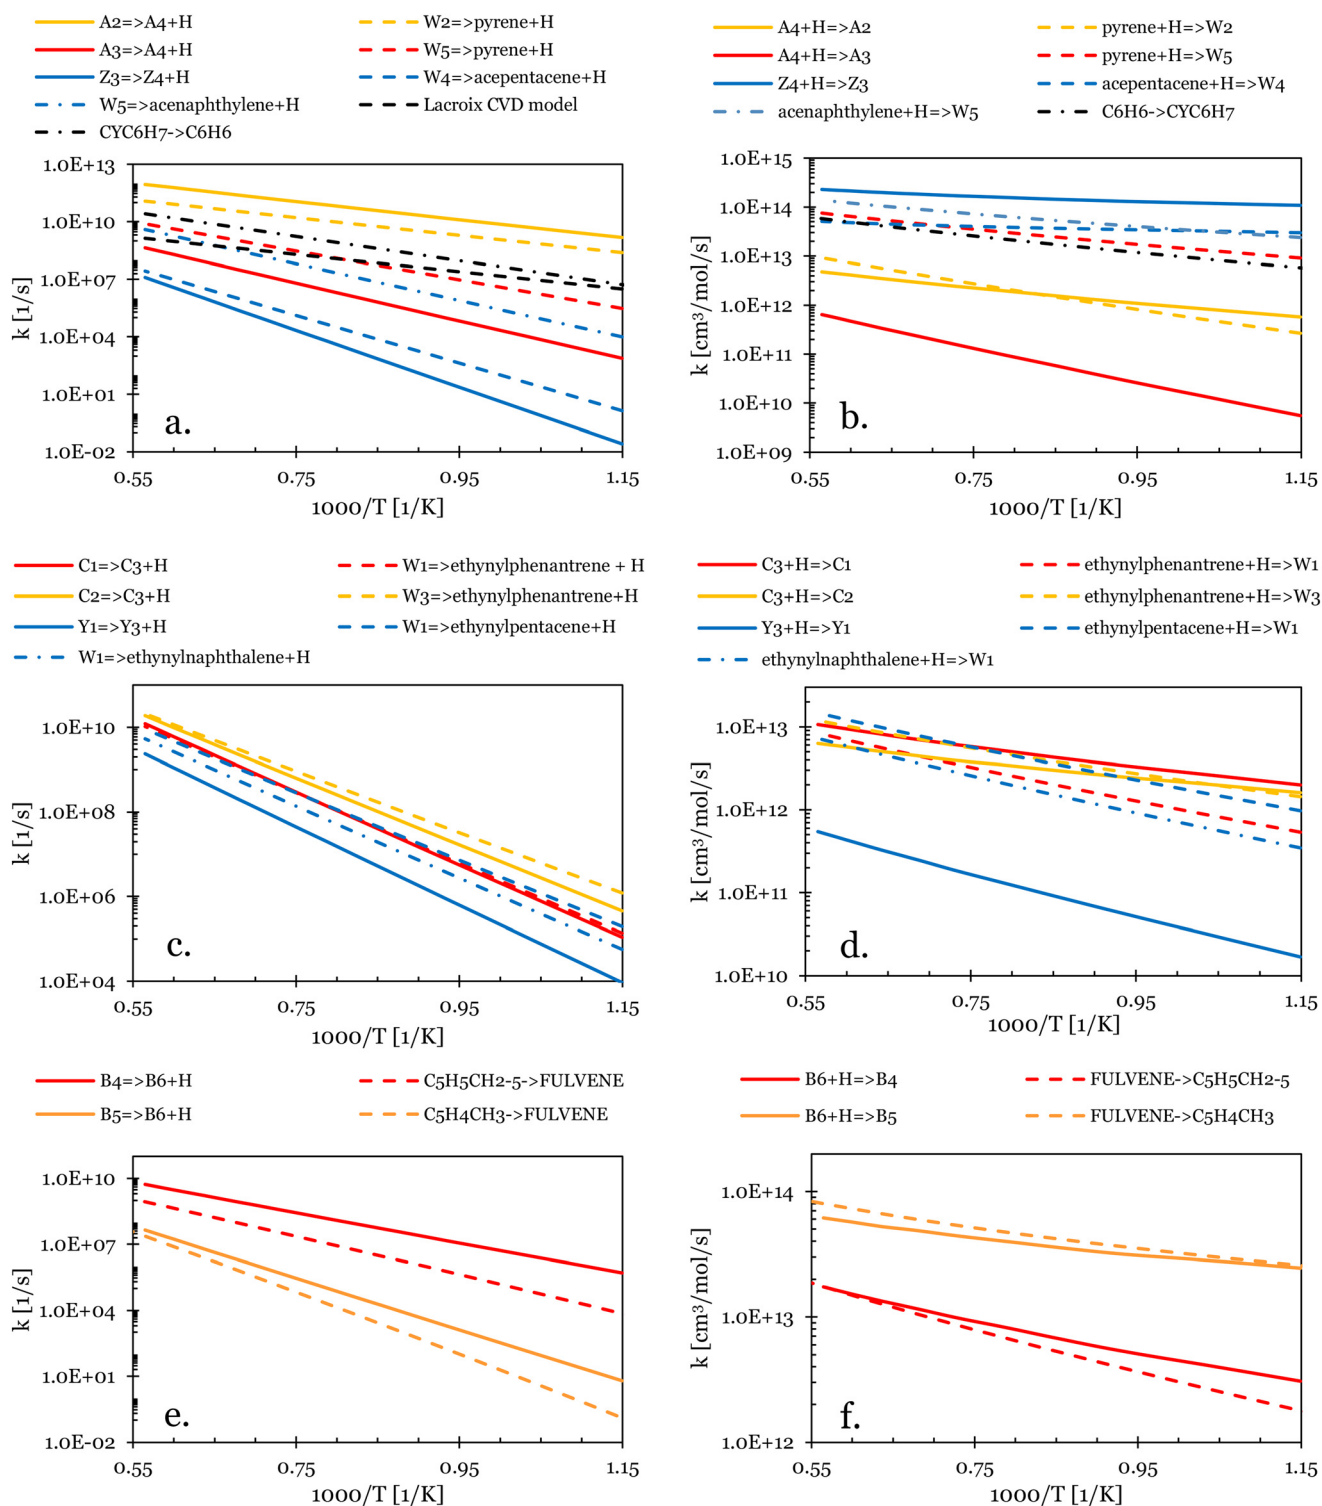 A2=>A4+H
W2=>pyrene+H
A3=>A4+H
W5=>pyrene+H
Z3=>Z4+H
W4=>acepentacene+H
W5=>acenaphthylene+H
Lacroix CVD model
CYC6H7->C6H6
1.0E+13
1.0E+10
1.0E+07
1.0E+04
1.0E+01
1.0E-02
k [1/s]
a.
0.55
0.75
0.95
1.15
1000/T [1/K]
A4+H=>A2
pyrene+H=>W2
A4+H=>A3
pyrene+H=>W5
Z4+H=>Z3
acepentacene+H=>W4
acenaphthylene+H=>W5
C6H6->CYC6H7
1.0E+15
1.0E+14
1.0E+13
1.0E+12
1.0E+11
1.0E+10
1.0E+09
k [cm³/mol/s]
b.
0.55
0.75
0.95
1.15
1000/T [1/K]
C1=>C3+H
W1=>ethynylphenantrene + H
C2=>C3+H
W3=>ethynylphenantrene+H
Y1=>Y3+H
W1=>ethynylpentacene+H
W1=>ethynylnaphthalene+H
1.0E+10
1.0E+08
1.0E+06
1.0E+04
k [1/s]
c.
0.55
0.75
0.95
1.15
1000/T [1/K]
C3+H=>C1
ethynylphenantrene+H=>W1
C3+H=>C2
ethynylphenantrene+H=>W3
Y3+H=>Y1
ethynylpentacene+H=>W1
ethynylnaphthalene+H=>W1
1.0E+13
1.0E+12
1.0E+11
1.0E+10
k [cm³/mol/s]
d.
0.55
0.75
0.95
1.15
1000/T [1/K]
B4=>B6+H
C5H5CH2-5->FULVENE
B5=>B6+H
C5H4CH3->FULVENE
1.0E+10
1.0E+07
1.0E+04
1.0E+01
1.0E-02
k [1/s]
e.
0.55
0.75
0.95
1.15
1000/T [1/K]
B6+H=>B4
FULVENE->C5H5CH2-5
B6+H=>B5
FULVENE->C5H4CH3
1.0E+14
1.0E+13
1.0E+12
k [cm³/mol/s]
f.
0.55
0.75
0.95
1.15
1000/T [1/K]